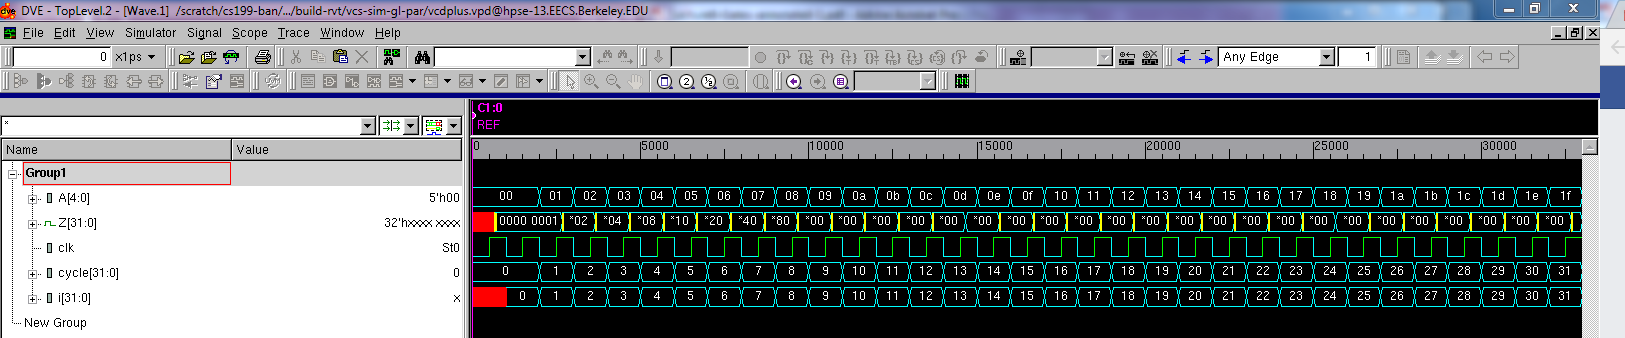 dve DVE - TopLevel.2 - [Wave.1]  /scratch/cs199-ban/.../build-rvt/vcs-sim-gl-par/vcdplus.vpd@hpse-13.EECS.Berkeley.EDU
File Edit View Simulator Signal Scope Trace Window Help
0 x1ps Any Edge 1
C1:0
REF
*
Name Value 0 5000 10000 15000 20000 25000 30000
Group1
A[4:0] 5'h00 00 01 02 03 04 05 06 07 08 09 0a 0b 0c 0d 0e 0f 10 11 12 13 14 15 16 17 18 19 1a 1b 1c 1d 1e 1f
Z[31:0] 32'hxxxx xxxx 0000 0001 *02 *04 *08 *10 *20 *40 *80 *00 *00 *00 *00 *00 *00 *00 *00 *00 *00 *00 *00 *00 *00 *00 *00 *00 *00 *00 *00 *00 *00
clk St0
cycle[31:0] 0 0 1 2 3 4 5 6 7 8 9 10 11 12 13 14 15 16 17 18 19 20 21 22 23 24 25 26 27 28 29 30 31
i[31:0] x 0 1 2 3 4 5 6 7 8 9 10 11 12 13 14 15 16 17 18 19 20 21 22 23 24 25 26 27 28 29 30 31
New Group